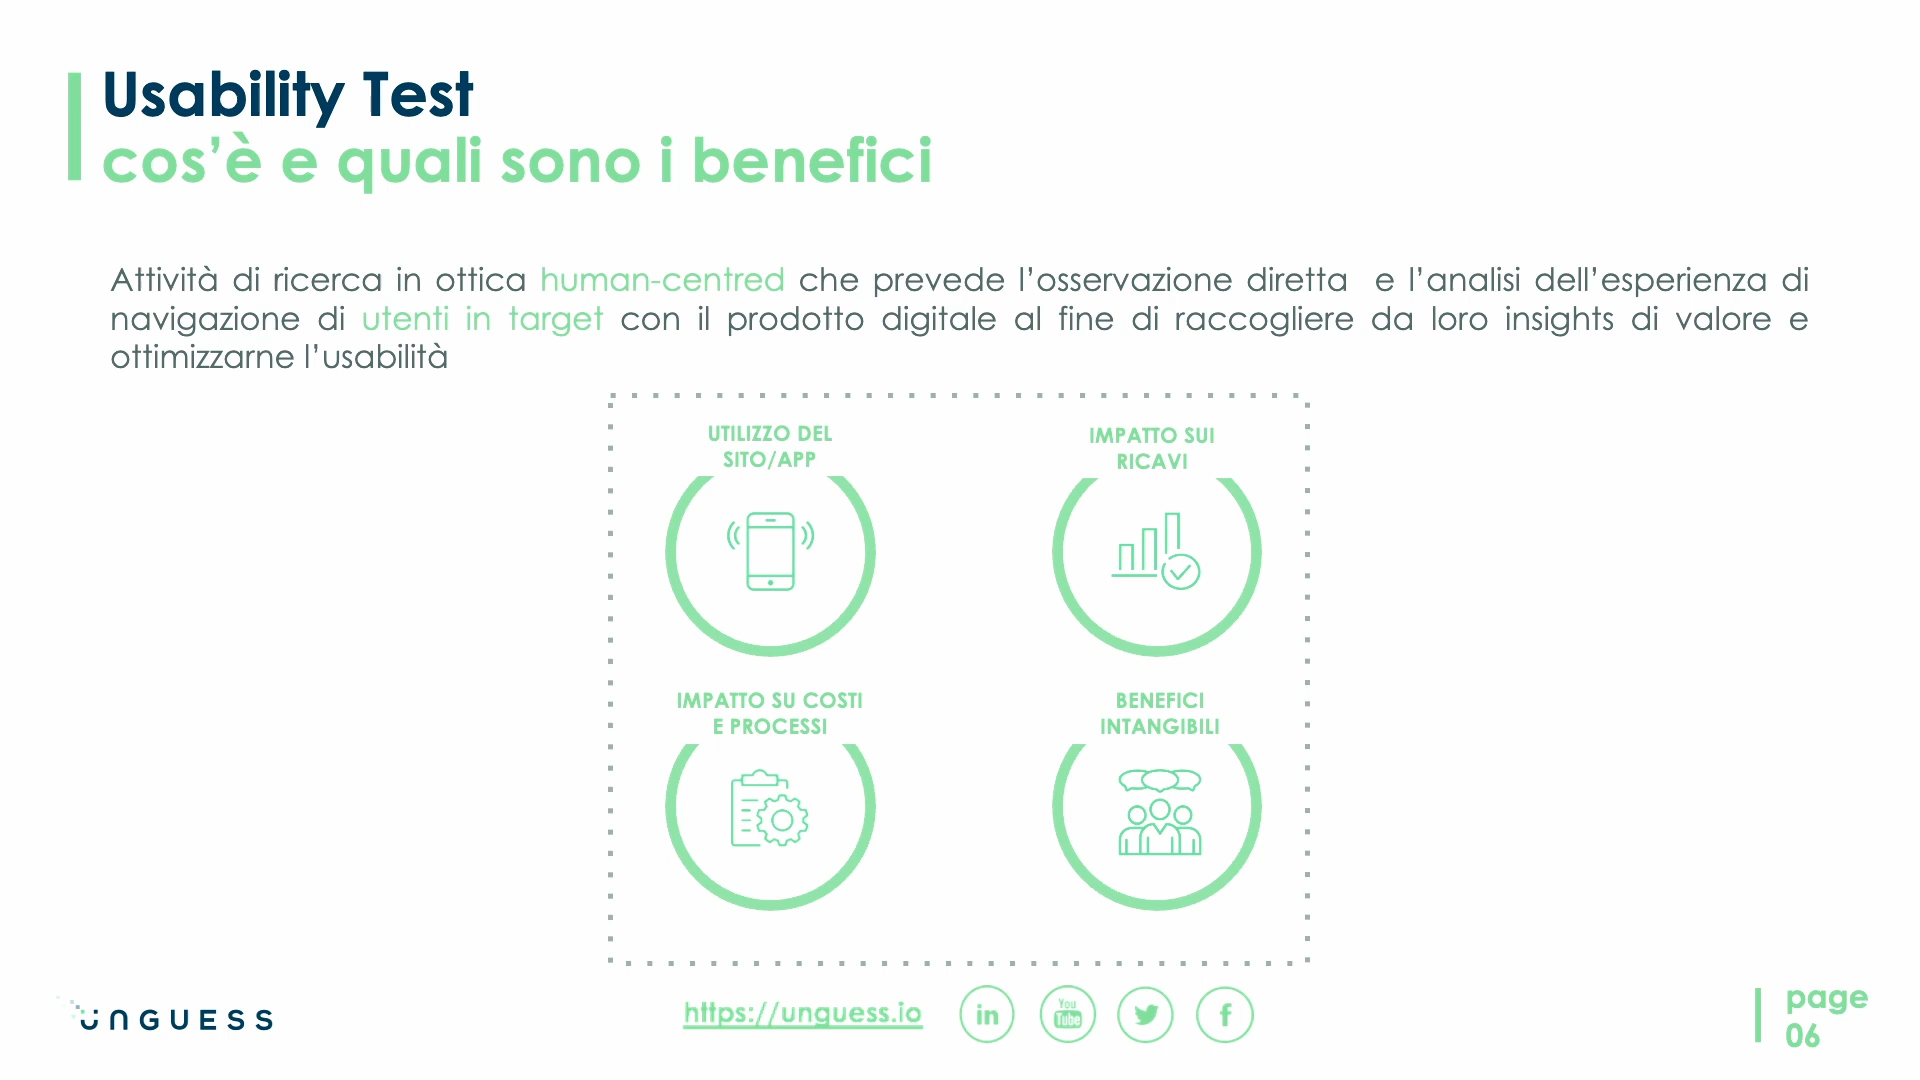 Usability Test
cos’è e quali sono i benefici
Attività di ricerca in ottica human-centred che prevede l’osservazione diretta e l’analisi dell’esperienza di
navigazione di utenti in target con il prodotto digitale al fine di raccogliere da loro insights di valore e
ottimizzarne l’usabilità
UTILIZZO DEL
SITO/APP
IMPATTO SUI
RICAVI
IMPATTO SU COSTI
E PROCESSI
BENEFICI
INTANGIBILI
UNGUESS
https://unguess.io
in
You
Tube
f
page
06